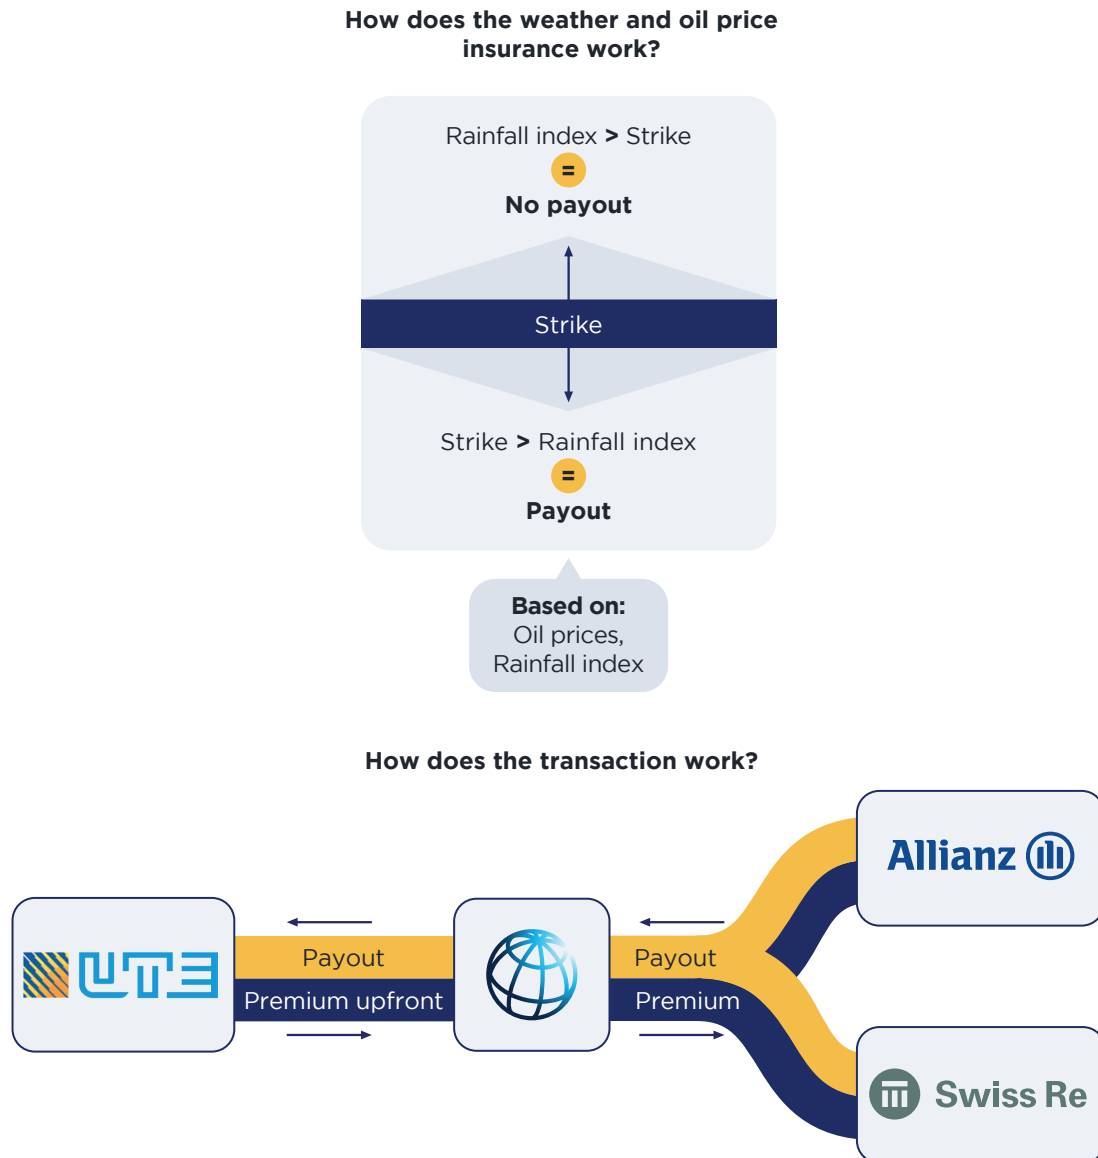 How does the weather and oil price
insurance work?
Rainfall index > Strike
=
No payout
Strike
Strike > Rainfall index
=
Payout
Based on:
Oil prices,
Rainfall index
How does the transaction work?
Allianz
UTE
Payout
Payout
Premium upfront
Premium
Swiss Re